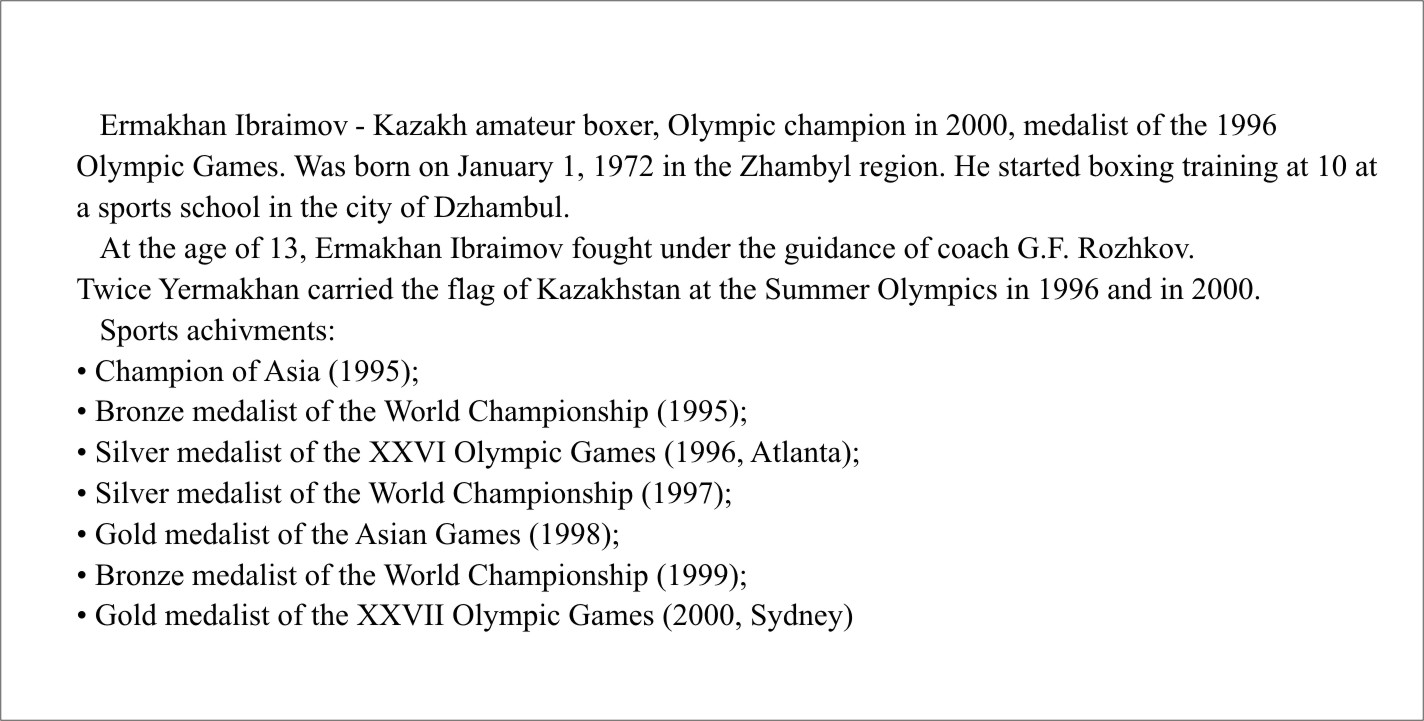 Ermakhan Ibraimov - Kazakh amateur boxer, Olympic champion in 2000, medalist of the 1996
Olympic Games. Was born on January 1, 1972 in the Zhambyl region. He started boxing training at 10 at
a sports school in the city of Dzhambul.
At the age of 13, Ermakhan Ibraimov fought under the guidance of coach G.F. Rozhkov.
Twice Yermakhan carried the flag of Kazakhstan at the Summer Olympics in 1996 and in 2000.
Sports achivments:
• Champion of Asia (1995);
• Bronze medalist of the World Championship (1995);
• Silver medalist of the XXVI Olympic Games (1996, Atlanta);
• Silver medalist of the World Championship (1997);
• Gold medalist of the Asian Games (1998);
• Bronze medalist of the World Championship (1999);
• Gold medalist of the XXVII Olympic Games (2000, Sydney)